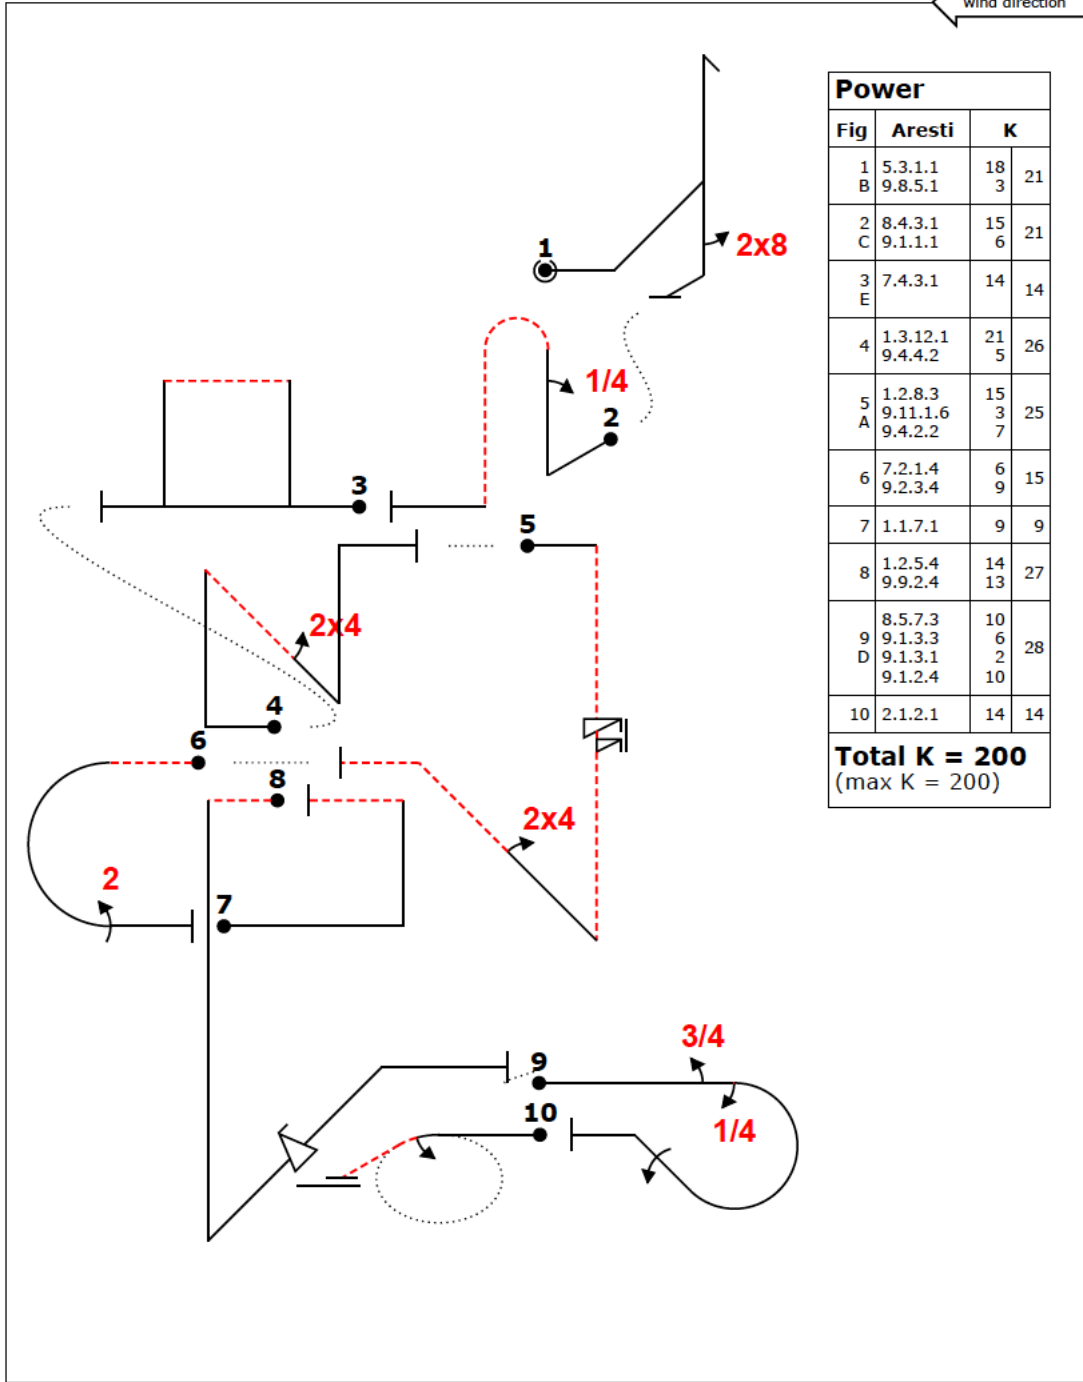 wind direction
Power
Fig Aresti K
1 5.3.1.1 18 21
B 9.8.5.1 3
2 8.4.3.1 15 21
C 9.1.1.1 6
3 7.4.3.1 14 14
E
4 1.3.12.1 21 26
9.4.4.2 5
5 1.2.8.3 15 25
A 9.11.1.6 3
9.4.2.2 7
6 7.2.1.4 6 15
9.2.3.4 9
7 1.1.7.1 9 9
8 1.2.5.4 14 27
9.9.2.4 13
9 8.5.7.3 10 28
D 9.1.3.3 6
9.1.3.1 2
9.1.2.4 10
10 2.1.2.1 14 14
Total K = 200
(max K = 200)
1
2x8
1/4
2
3
5
2x4
4
6
8
2x4
2
7
3/4
9
10
1/4